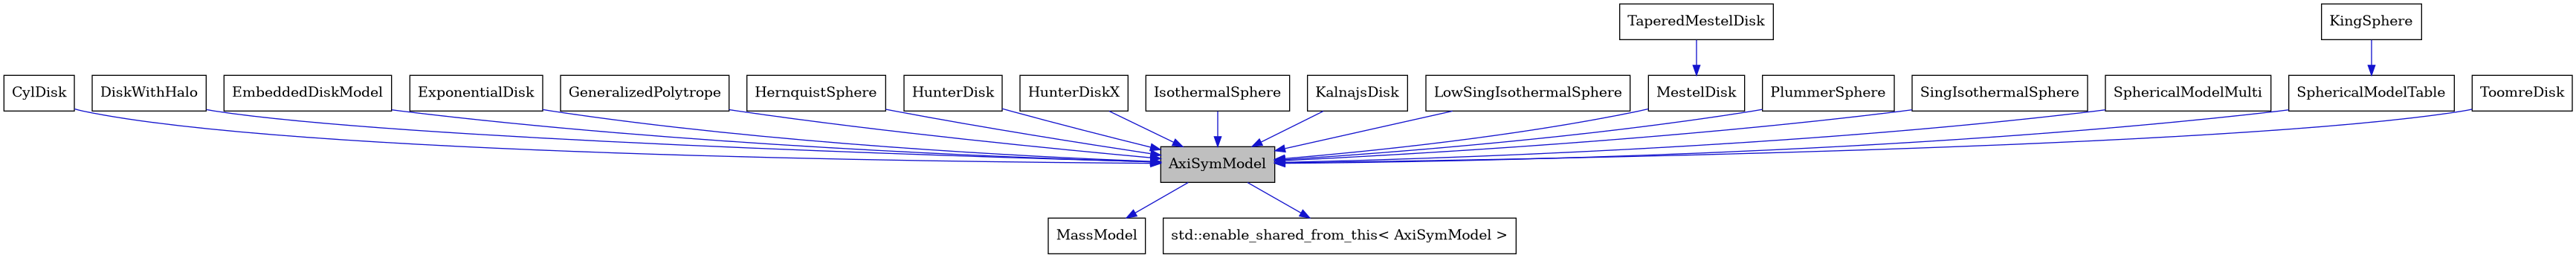 TaperedMestelDisk
KingSphere
CylDisk
DiskWithHalo
EmbeddedDiskModel
ExponentialDisk
GeneralizedPolytrope
HernquistSphere
HunterDisk
HunterDiskX
IsothermalSphere
KalnajsDisk
LowSingIsothermalSphere
MestelDisk
PlummerSphere
SingIsothermalSphere
SphericalModelMulti
SphericalModelTable
ToomreDisk
AxiSymModel
MassModel
std::enable_shared_from_this< AxiSymModel >